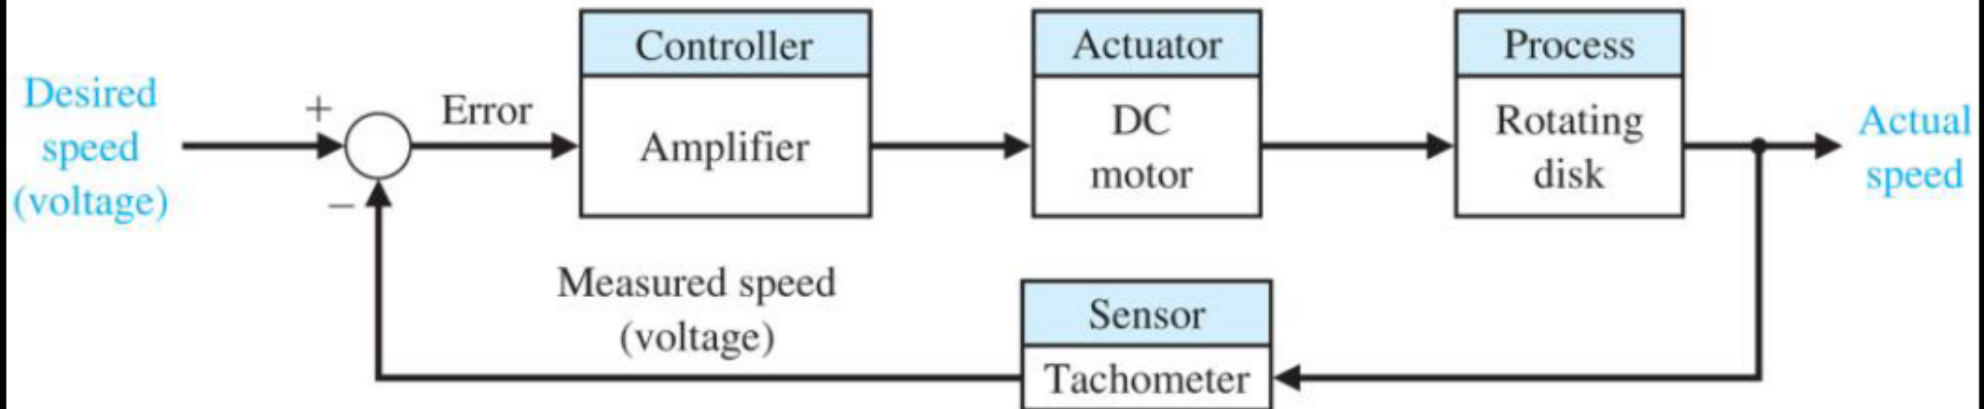 Desired
speed
(voltage)
+
−
Error
Controller
Amplifier
Actuator
DC
motor
Process
Rotating
disk
Actual
speed
Measured speed
(voltage)
Sensor
Tachometer